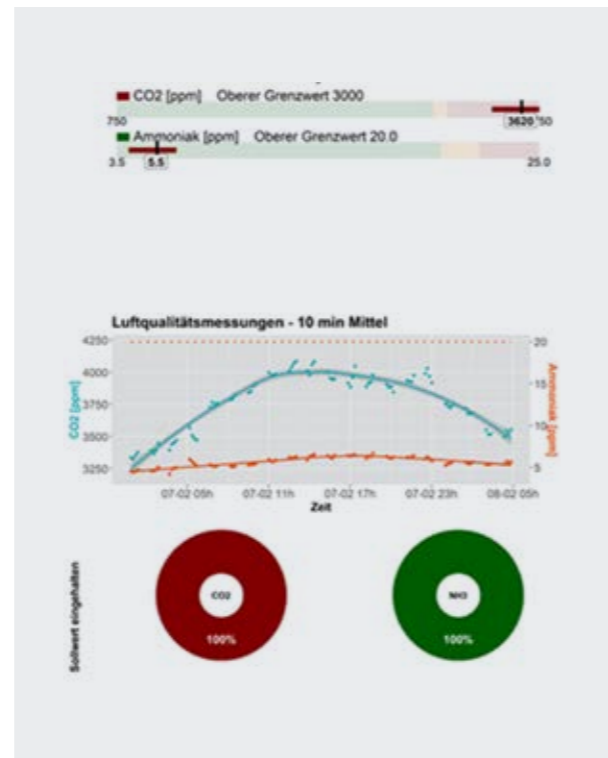 CO2 [ppm] Oberer Grenzwert 3000
750 3620 50
Ammoniak [ppm] Oberer Grenzwert 20.0
3.5 5.5 25.0
Luftqualitätsmessungen - 10 min Mittel
4250 20
4000
15
3750
10
3500
3250 5
CO2 [ppm]
Ammoniak [ppm]
07-02 05h 07-02 11h 07-02 17h 07-02 23h 08-02 05h
Zeit
Sollwert eingehalten
CO2 NH3
100% 100%